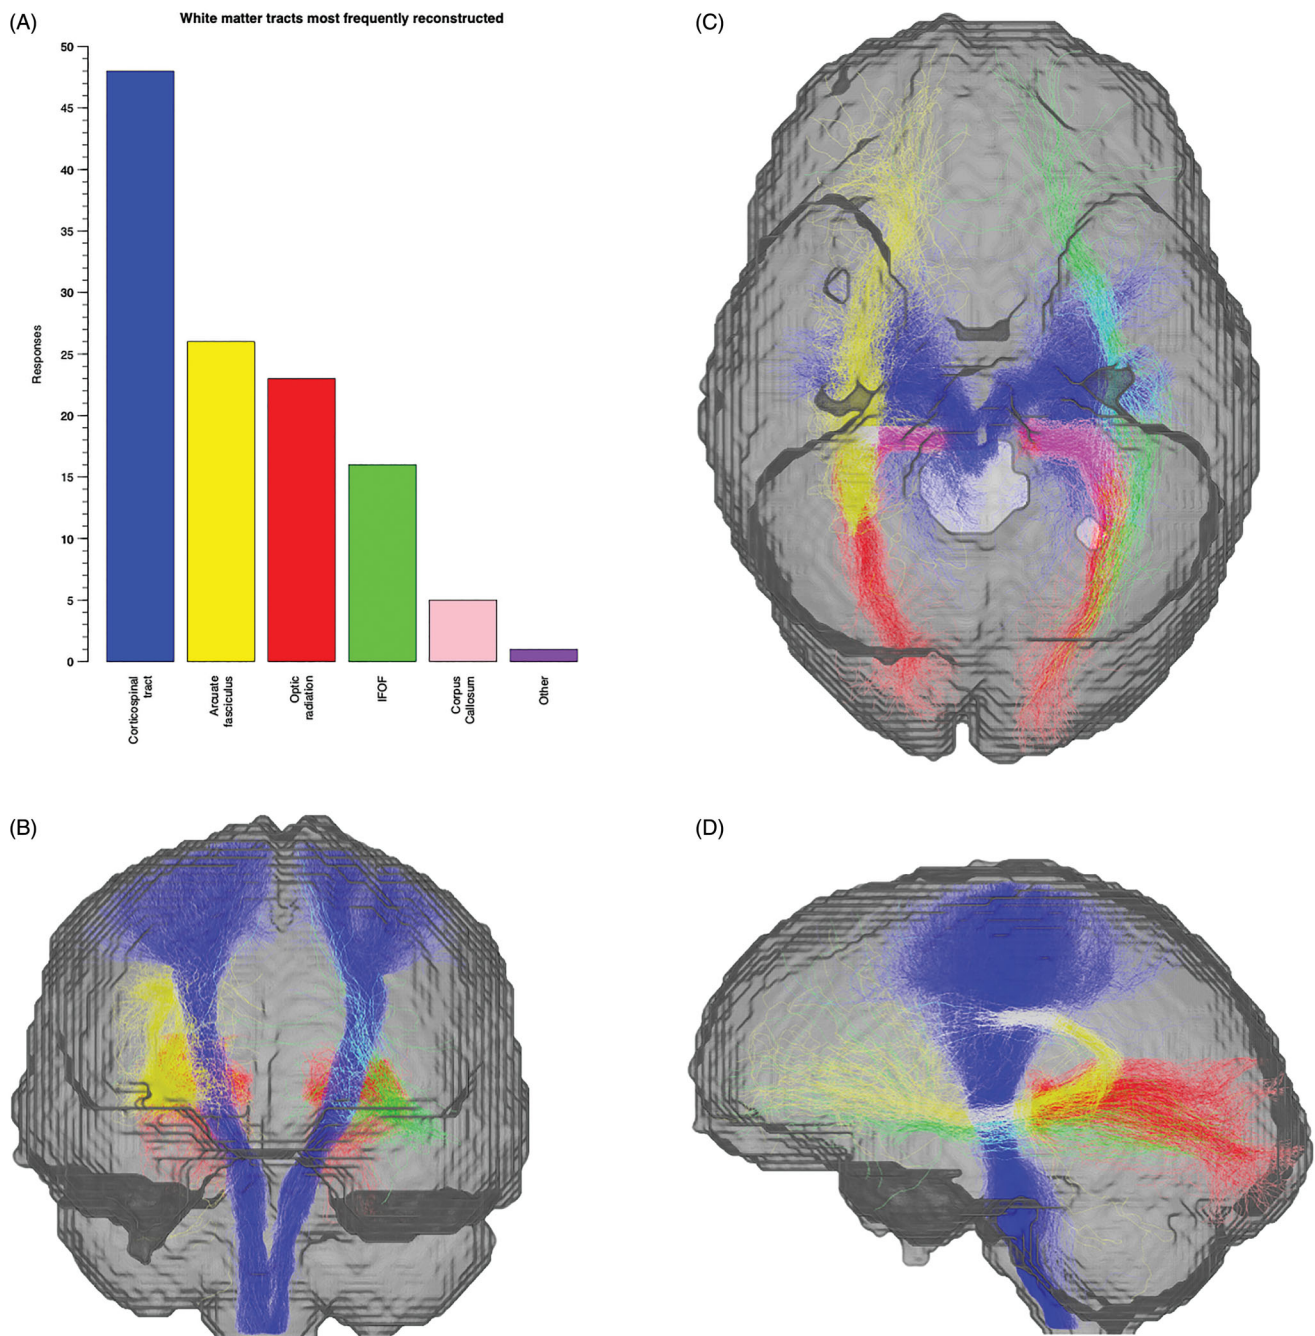 (A)
White matter tracts most frequently reconstructed
50
45
40
35
30
25
20
15
10
5
0
Responses
Corticospinal
tract
Arcuate
fasciculus
Optic
radiation
IFOF
Corpus
Callosum
Other
(C)
(B)
(D)